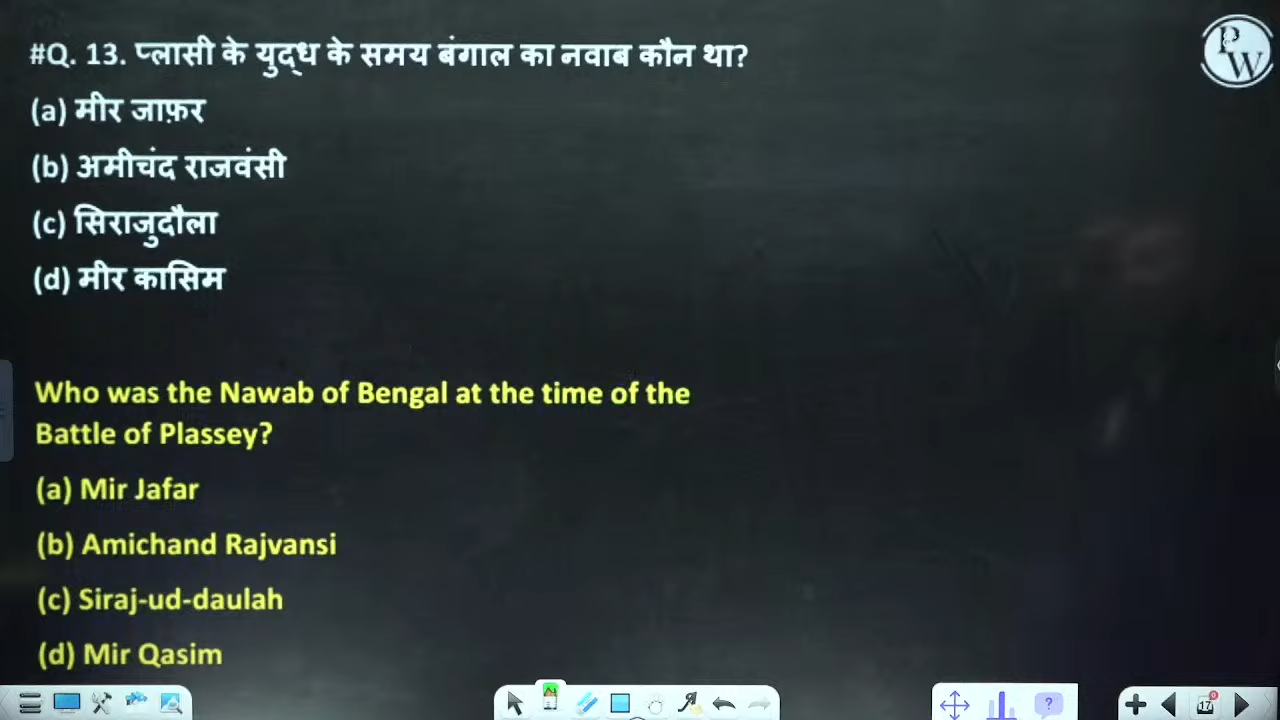 #Q. 13. प्लासी के युद्ध के समय बंगाल का नवाब कौन था?
(a) मीर जाफ़र
(b) अमीचंद राजवंसी
(c) सिराजुदौला
(d) मीर कासिम
Who was the Nawab of Bengal at the time of the
Battle of Plassey?
(a) Mir Jafar
(b) Amichand Rajvansi
(c) Siraj-ud-daulah
(d) Mir Qasim
PW
17